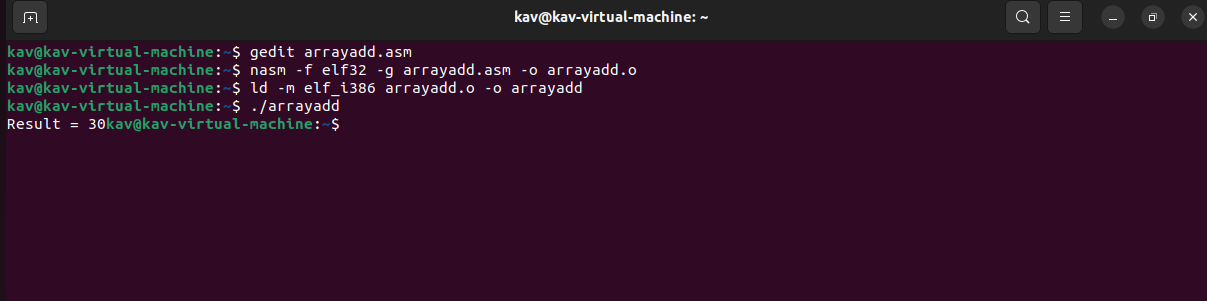 kav@kav-virtual-machine: ~
kav@kav-virtual-machine:~$ gedit arrayadd.asm
kav@kav-virtual-machine:~$ nasm -f elf32 -g arrayadd.asm -o arrayadd.o
kav@kav-virtual-machine:~$ ld -m elf_i386 arrayadd.o -o arrayadd
kav@kav-virtual-machine:~$ ./arrayadd
Result = 30kav@kav-virtual-machine:~$